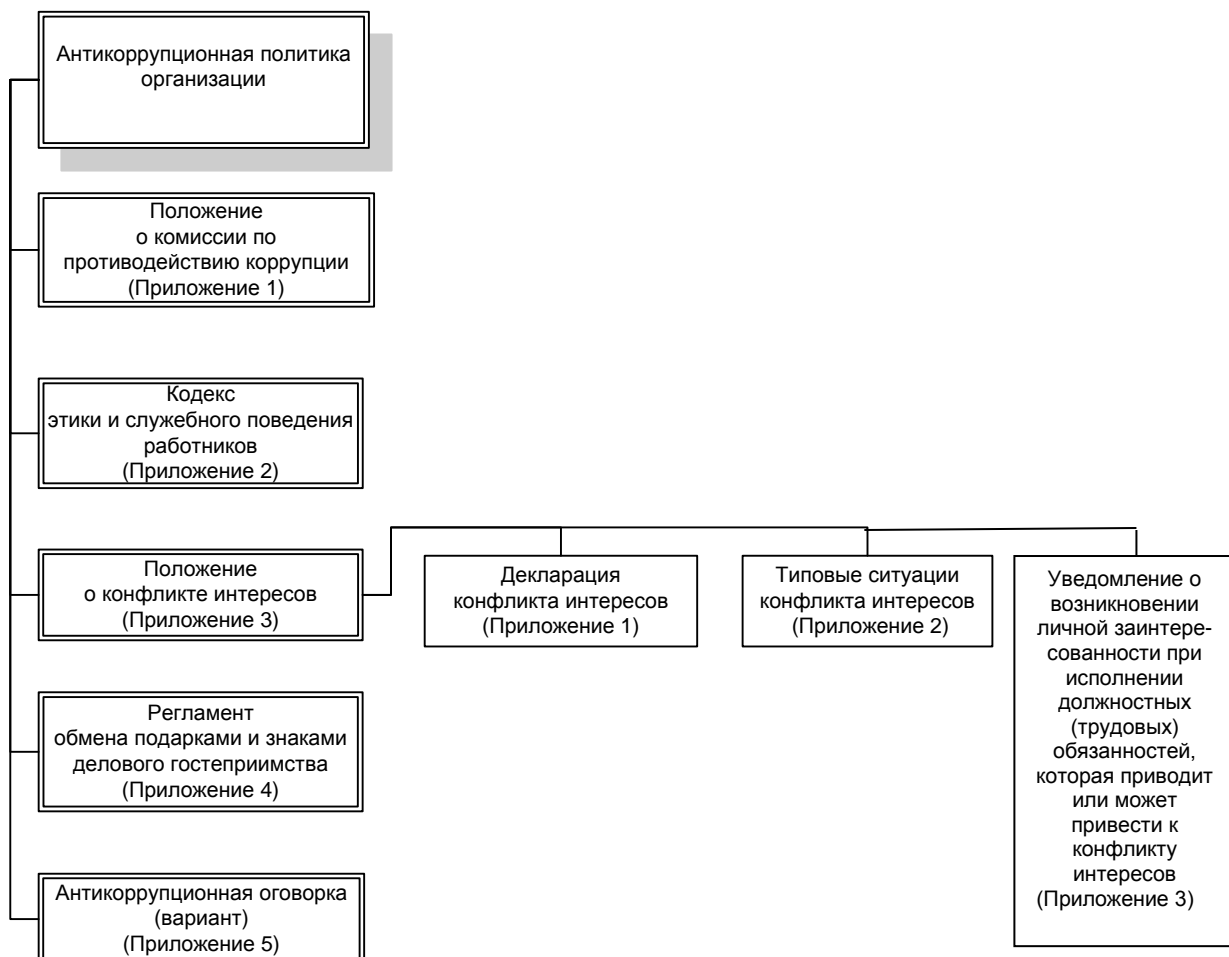 Антикоррупционная политика
организации
Положение
о комиссии по
противодействию коррупции
(Приложение 1)
Кодекс
этики и служебного поведения
работников
(Приложение 2)
Положение
о конфликте интересов
(Приложение 3)
Декларация
конфликта интересов
(Приложение 1)
Типовые ситуации
конфликта интересов
(Приложение 2)
Уведомление о
возникновении
личной заинтере-
сованности при
исполнении
должностных
(трудовых)
обязанностей,
которая приводит
или может
привести к
конфликту
интересов
(Приложение 3)
Регламент
обмена подарками и знаками
делового гостеприимства
(Приложение 4)
Антикоррупционная оговорка
(вариант)
(Приложение 5)